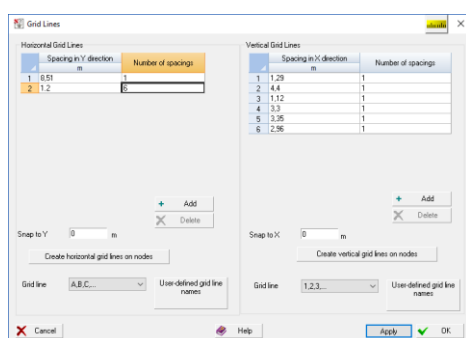 Grid Lines
Horizontal Grid Lines
Spacing in Y direction Number of spacings
m
1 0,51 1
2 1.2 6
+ Add
Delete
Snap to Y 0 m
Create horizontal grid lines on nodes
Grid line A,B,C,... User-defined grid line names
Vertical Grid Lines
Spacing in X direction Number of spacings
m
1 1,29 1
2 4,4 1
3 1,12 1
4 3,3 1
5 3,35 1
6 2,96 1
+ Add
Delete
Snap to X 0 m
Create vertical grid lines on nodes
Grid line 1,2,3,... User-defined grid line names
Cancel Help Apply OK